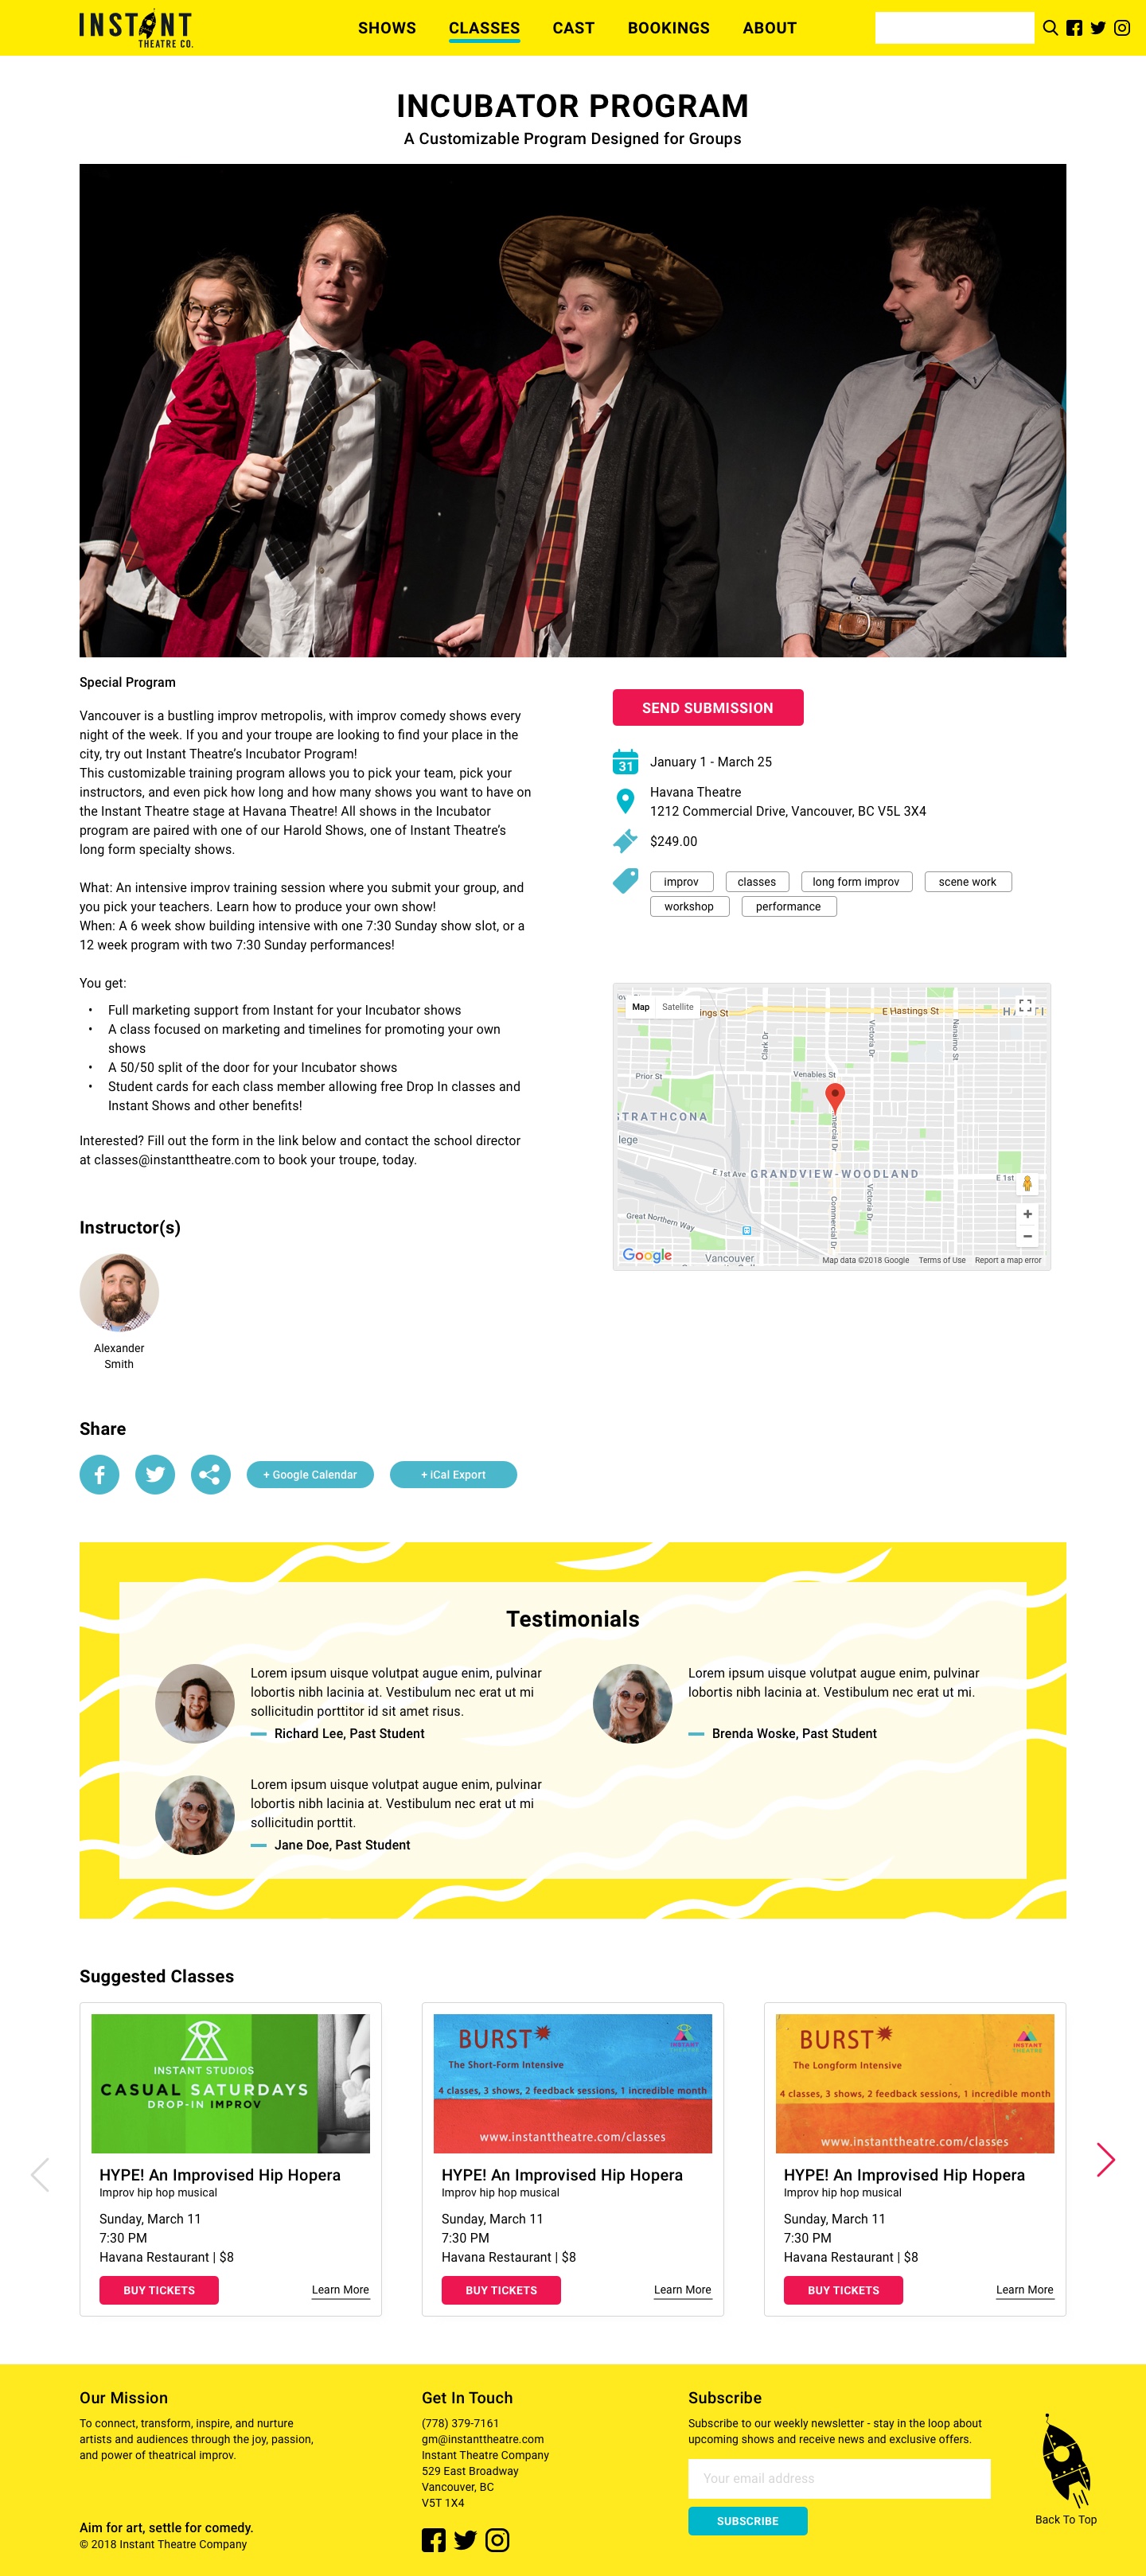 INSTANT
THEATRE CO.
SHOWS CLASSES CAST BOOKINGS ABOUT
INCUBATOR PROGRAM
A Customizable Program Designed for Groups
Special Program
Vancouver is a bustling improv metropolis, with improv comedy shows every
night of the week. If you and your troupe are looking to find your place in the
city, try out Instant Theatre’s Incubator Program!
This customizable training program allows you to pick your team, pick your
instructors, and even pick how long and how many shows you want to have on
the Instant Theatre stage at Havana Theatre! All shows in the Incubator
program are paired with one of our Harold Shows, one of Instant Theatre’s
long form specialty shows.
What: An intensive improv training session where you submit your group, and
you pick your teachers. Learn how to produce your own show!
When: A 6 week show building intensive with one 7:30 Sunday show slot, or a
12 week program with two 7:30 Sunday performances!
You get:
• Full marketing support from Instant for your Incubator shows
• A class focused on marketing and timelines for promoting your own
shows
• A 50/50 split of the door for your Incubator shows
• Student cards for each class member allowing free Drop In classes and
Instant Shows and other benefits!
Interested? Fill out the form in the link below and contact the school director
at classes@instanttheatre.com to book your troupe, today.
SEND SUBMISSION
31
January 1 - March 25
Havana Theatre
1212 Commercial Drive, Vancouver, BC V5L 3X4
$249.00
improv classes long form improv scene work
workshop performance
Map Satellite
ings St
E Hastings St
Clark Dr
Victoria Dr
Nanaimo St
Prior St
Venables St
STRATHCONA
lege
mercial Dr
E 1st Ave
GRANDVIEW-WOODLAND
E 1st
Victoria Dr
Commercial Dr
Great Northern Way
Google
Vancouver
Map data ©2018 Google Terms of Use Report a map error
Instructor(s)
Alexander
Smith
Share
+ Google Calendar
+ iCal Export
Testimonials
Lorem ipsum uisque volutpat augue enim, pulvinar
lobortis nibh lacinia at. Vestibulum nec erat ut mi
sollicitudin porttitor id sit amet risus.
Richard Lee, Past Student
Lorem ipsum uisque volutpat augue enim, pulvinar
lobortis nibh lacinia at. Vestibulum nec erat ut mi.
Brenda Woske, Past Student
Lorem ipsum uisque volutpat augue enim, pulvinar
lobortis nibh lacinia at. Vestibulum nec erat ut mi
sollicitudin porttit.
Jane Doe, Past Student
Suggested Classes
INSTANT STUDIOS
CASUAL SATURDAYS
DROP-IN IMPROV
HYPE! An Improvised Hip Hopera
Improv hip hop musical
Sunday, March 11
7:30 PM
Havana Restaurant | $8
BUY TICKETS
Learn More
BURST
INSTANT
The Short-Form Intensive
4 classes, 3 shows, 2 feedback sessions, 1 incredible month
www.instanttheatre.com/classes
HYPE! An Improvised Hip Hopera
Improv hip hop musical
Sunday, March 11
7:30 PM
Havana Restaurant | $8
BUY TICKETS
Learn More
BURST
INSTANT
THEATRE
The Longform Intensive
4 classes, 3 shows, 2 feedback sessions, 1 incredible month
www.instanttheatre.com/classes
HYPE! An Improvised Hip Hopera
Improv hip hop musical
Sunday, March 11
7:30 PM
Havana Restaurant | $8
BUY TICKETS
Learn More
Our Mission
To connect, transform, inspire, and nurture
artists and audiences through the joy, passion,
and power of theatrical improv.
Aim for art, settle for comedy.
© 2018 Instant Theatre Company
Get In Touch
(778) 379-7161
gm@instanttheatre.com
Instant Theatre Company
529 East Broadway
Vancouver, BC
V5T 1X4
Subscribe
Subscribe to our weekly newsletter - stay in the loop about
upcoming shows and receive news and exclusive offers.
Your email address
SUBSCRIBE
Back To Top